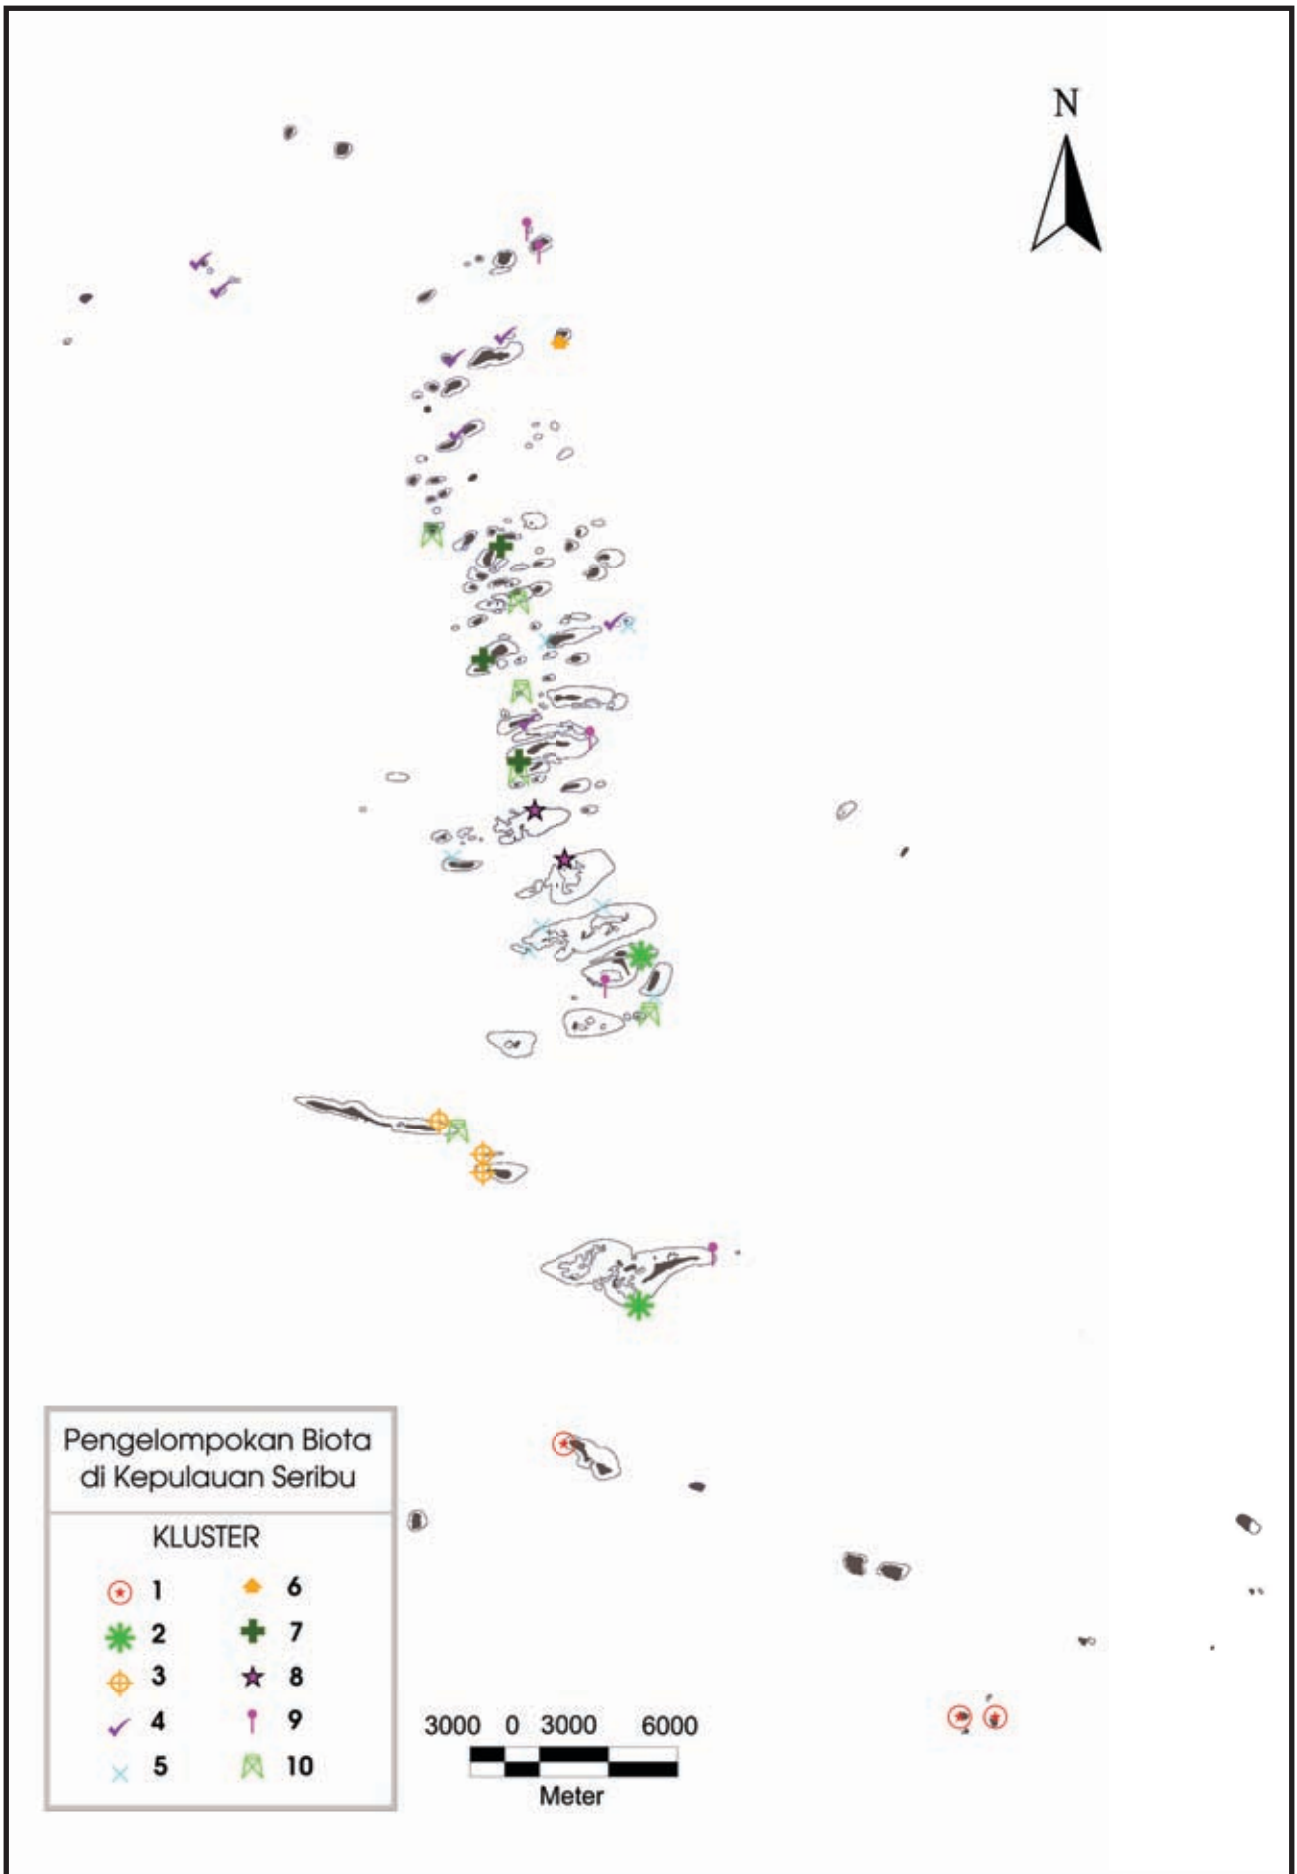 N
Pengelompokan Biota
di Kepulauan Seribu
KLUSTER
1 6
2 7
3 8
4 9
5 10
3000 0 3000 6000
Meter